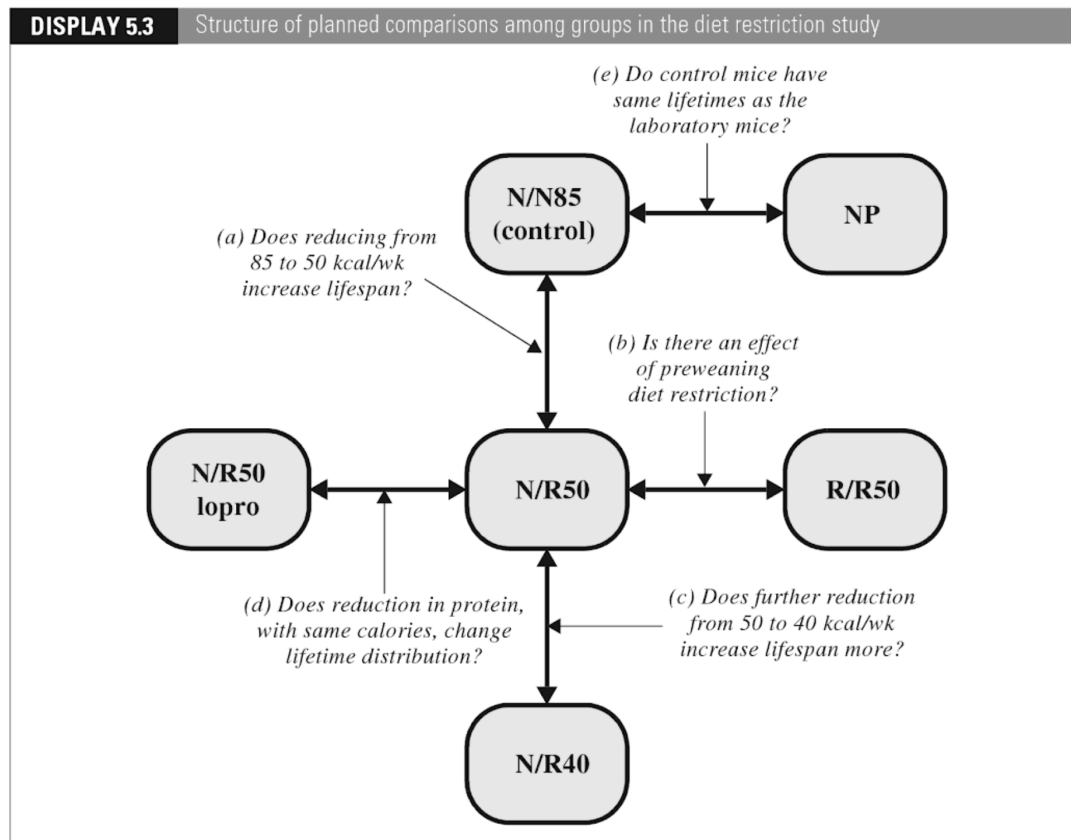 DISPLAY 5.3 Structure of planned comparisons among groups in the diet restriction study
(e) Do control mice have
same lifetimes as the
laboratory mice?
N/N85
(control)
NP
(a) Does reducing from
85 to 50 kcal/wk
increase lifespan?
(b) Is there an effect
of preweaning
diet restriction?
N/R50
lopro
N/R50
R/R50
(d) Does reduction in protein,
with same calories, change
lifetime distribution?
(c) Does further reduction
from 50 to 40 kcal/wk
increase lifespan more?
N/R40